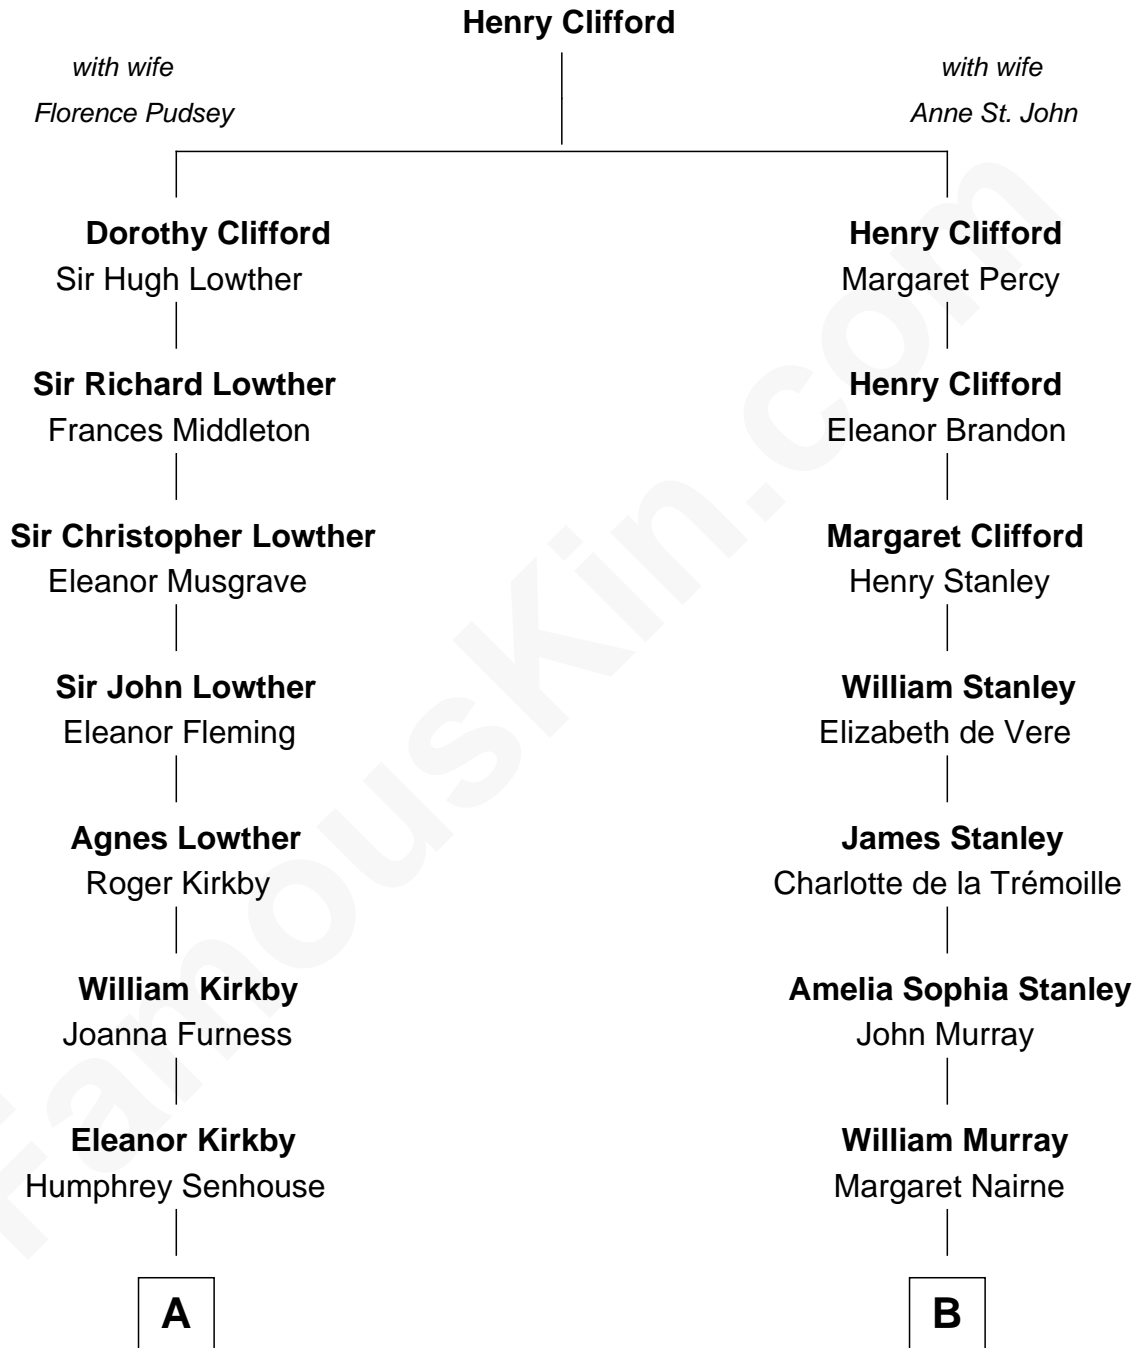 Henry Clifford
with wife
Florence Pudsey
with wife
Anne St. John
Dorothy Clifford
Sir Hugh Lowther
Henry Clifford
Margaret Percy
Sir Richard Lowther
Frances Middleton
Henry Clifford
Eleanor Brandon
Sir Christopher Lowther
Eleanor Musgrave
Margaret Clifford
Henry Stanley
Sir John Lowther
Eleanor Fleming
William Stanley
Elizabeth de Vere
Agnes Lowther
Roger Kirkby
James Stanley
Charlotte de la Trémoille
William Kirkby
Joanna Furness
Amelia Sophia Stanley
John Murray
Eleanor Kirkby
Humphrey Senhouse
William Murray
Margaret Nairne
A
B
FamousKin.com